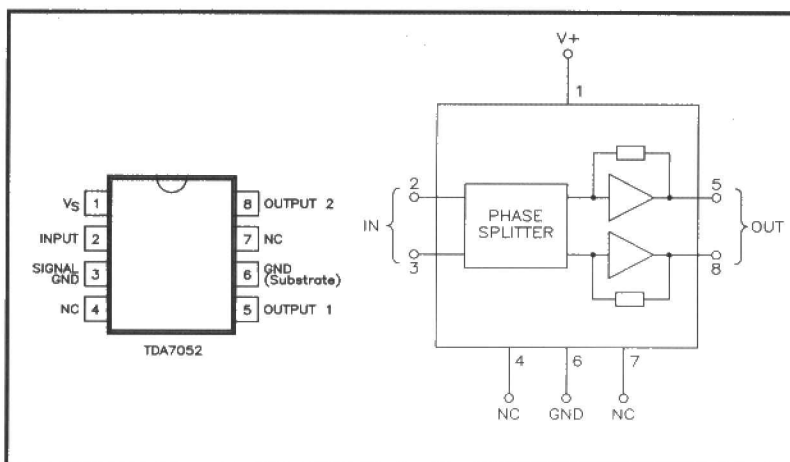 V_S 1
INPUT 2
SIGNAL GND 3
NC 4
8 OUTPUT 2
7 NC
6 GND (Substrate)
5 OUTPUT 1
TDA7052
V+
1
IN
2
3
PHASE
SPLITTER
5
8
OUT
4
6
7
NC
GND
NC